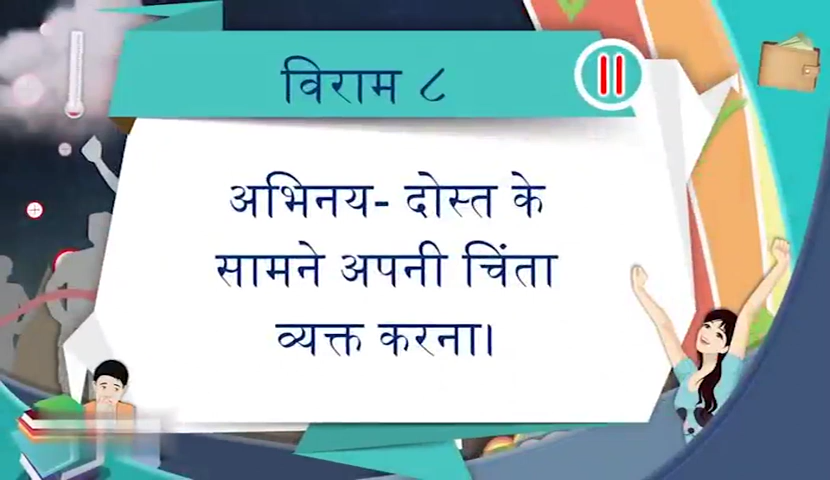 विराम ८
अभिनय- दोस्त के
सामने अपनी चिंता
व्यक्त करना।